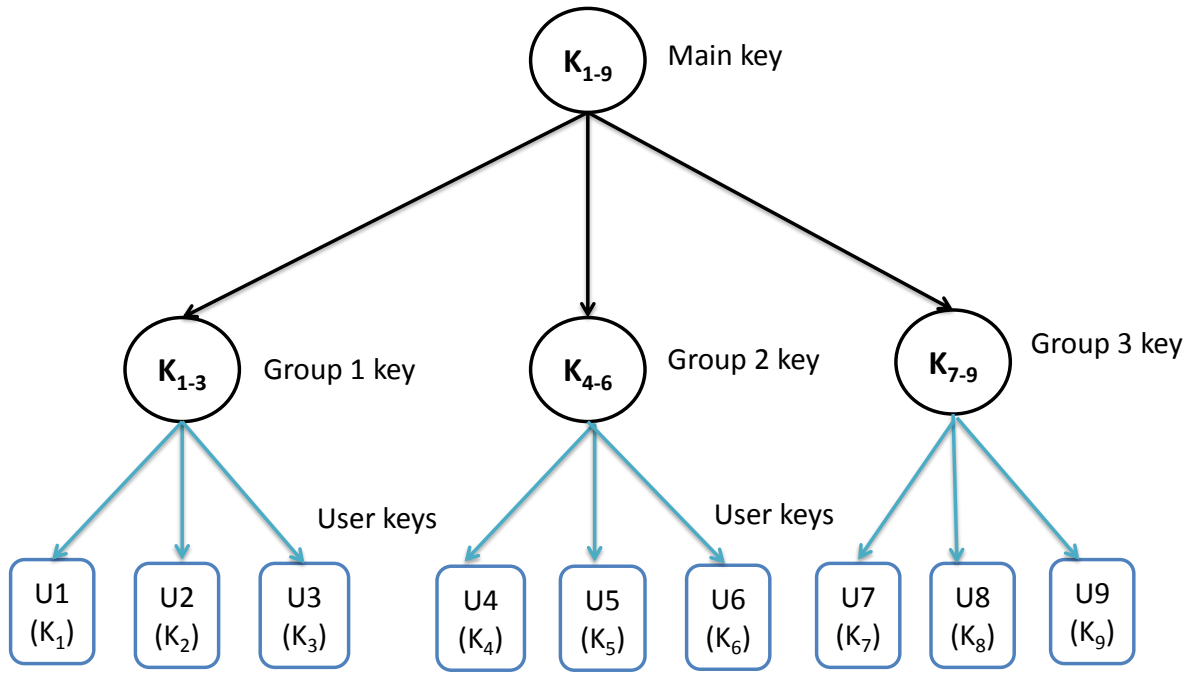 K1-9
Main key
K1-3
Group 1 key
K4-6
Group 2 key
K7-9
Group 3 key
User keys
User keys
U1
(K1)
U2
(K2)
U3
(K3)
U4
(K4)
U5
(K5)
U6
(K6)
U7
(K7)
U8
(K8)
U9
(K9)